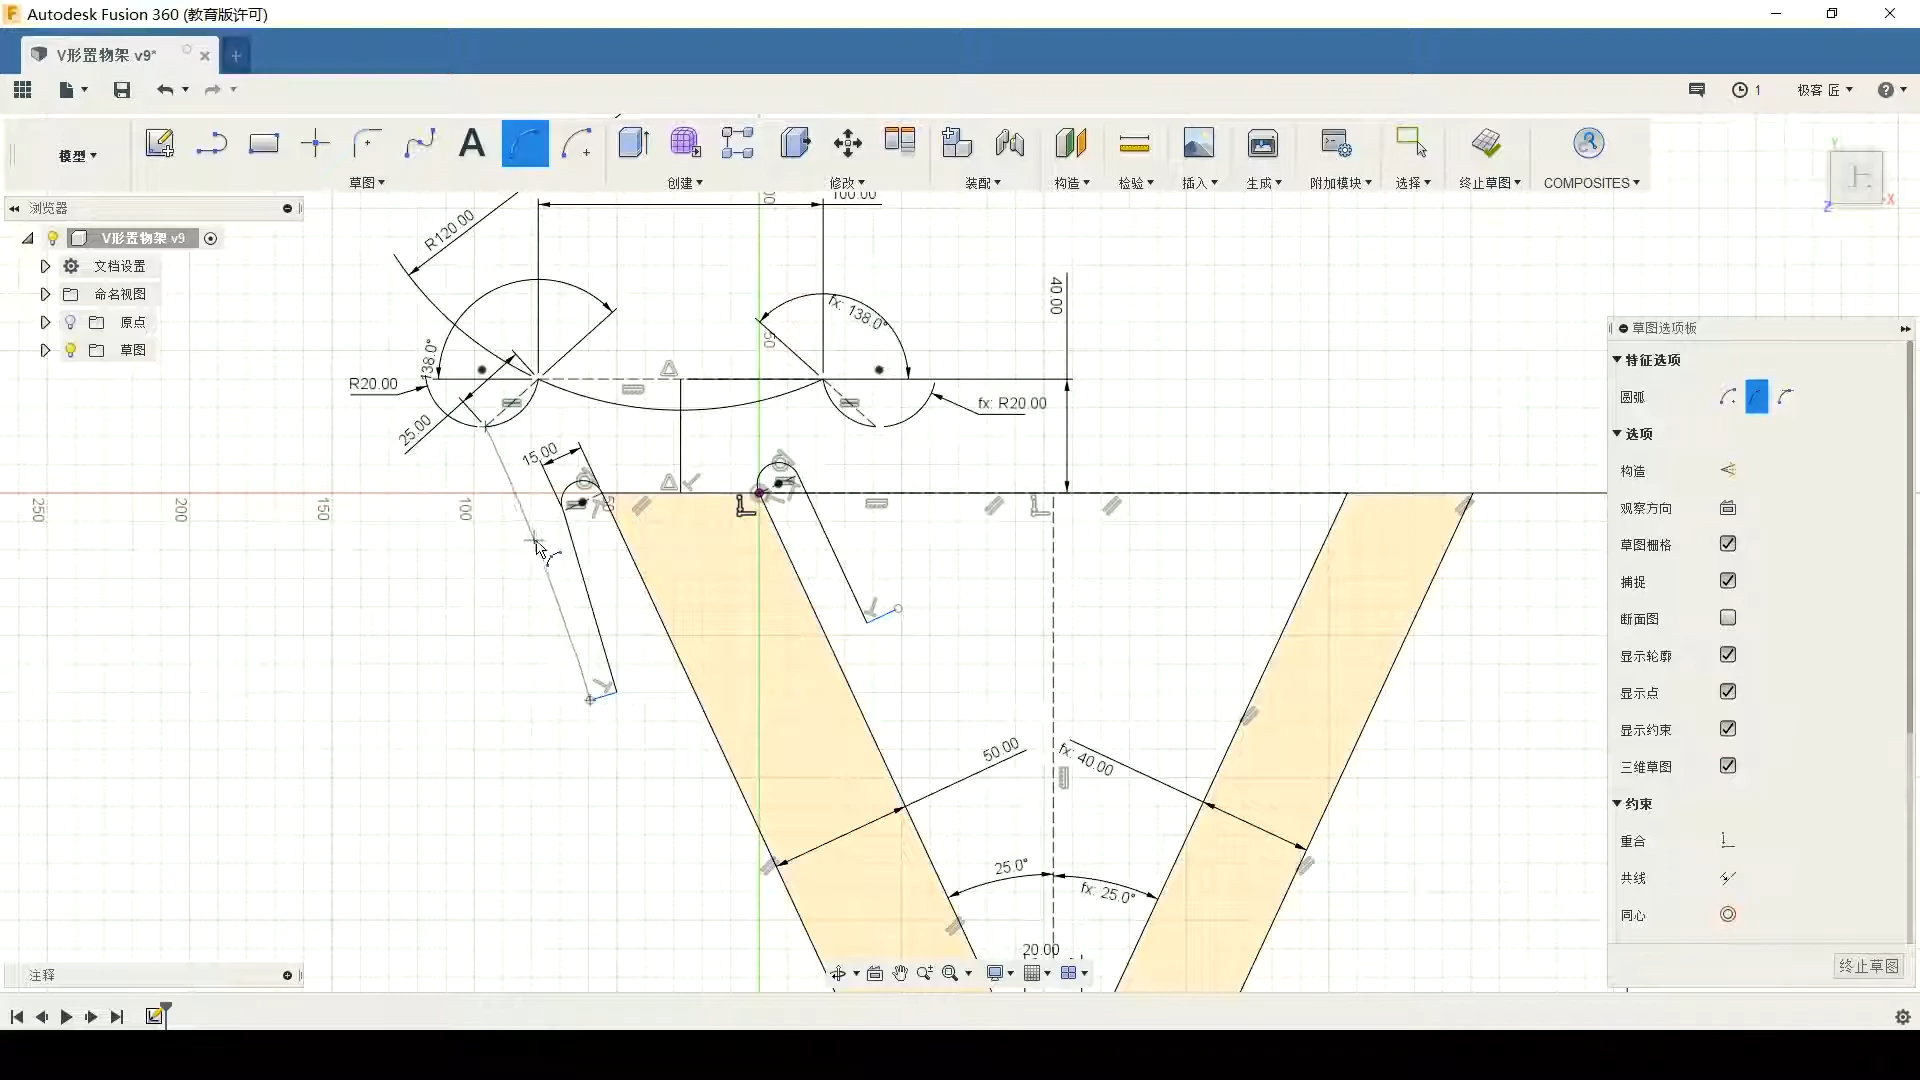 Autodesk Fusion 360 (教育版许可)
V形置物架 v9*
1
极客 匠
模型
A
草图
创建
修改
装配
构造
检验
插入
生成
附加模块
选择
终止草图
COMPOSITES
浏览器
V形置物架 v9
文档设置
命名视图
原点
草图
R120.00
100.00
40.00
fx: 138.0°
138.0°
50
R20.00
fx: R20.00
25.00
15.00
250
200
150
100
50
50.00
fx: 40.00
25.0°
fx: 25.0°
20.00
Y
X
Z
上
草图选项板
特征选项
圆弧
选项
构造
观察方向
草图栅格
捕捉
断面图
显示轮廓
显示点
显示约束
三维草图
约束
重合
共线
同心
终止草图
注释